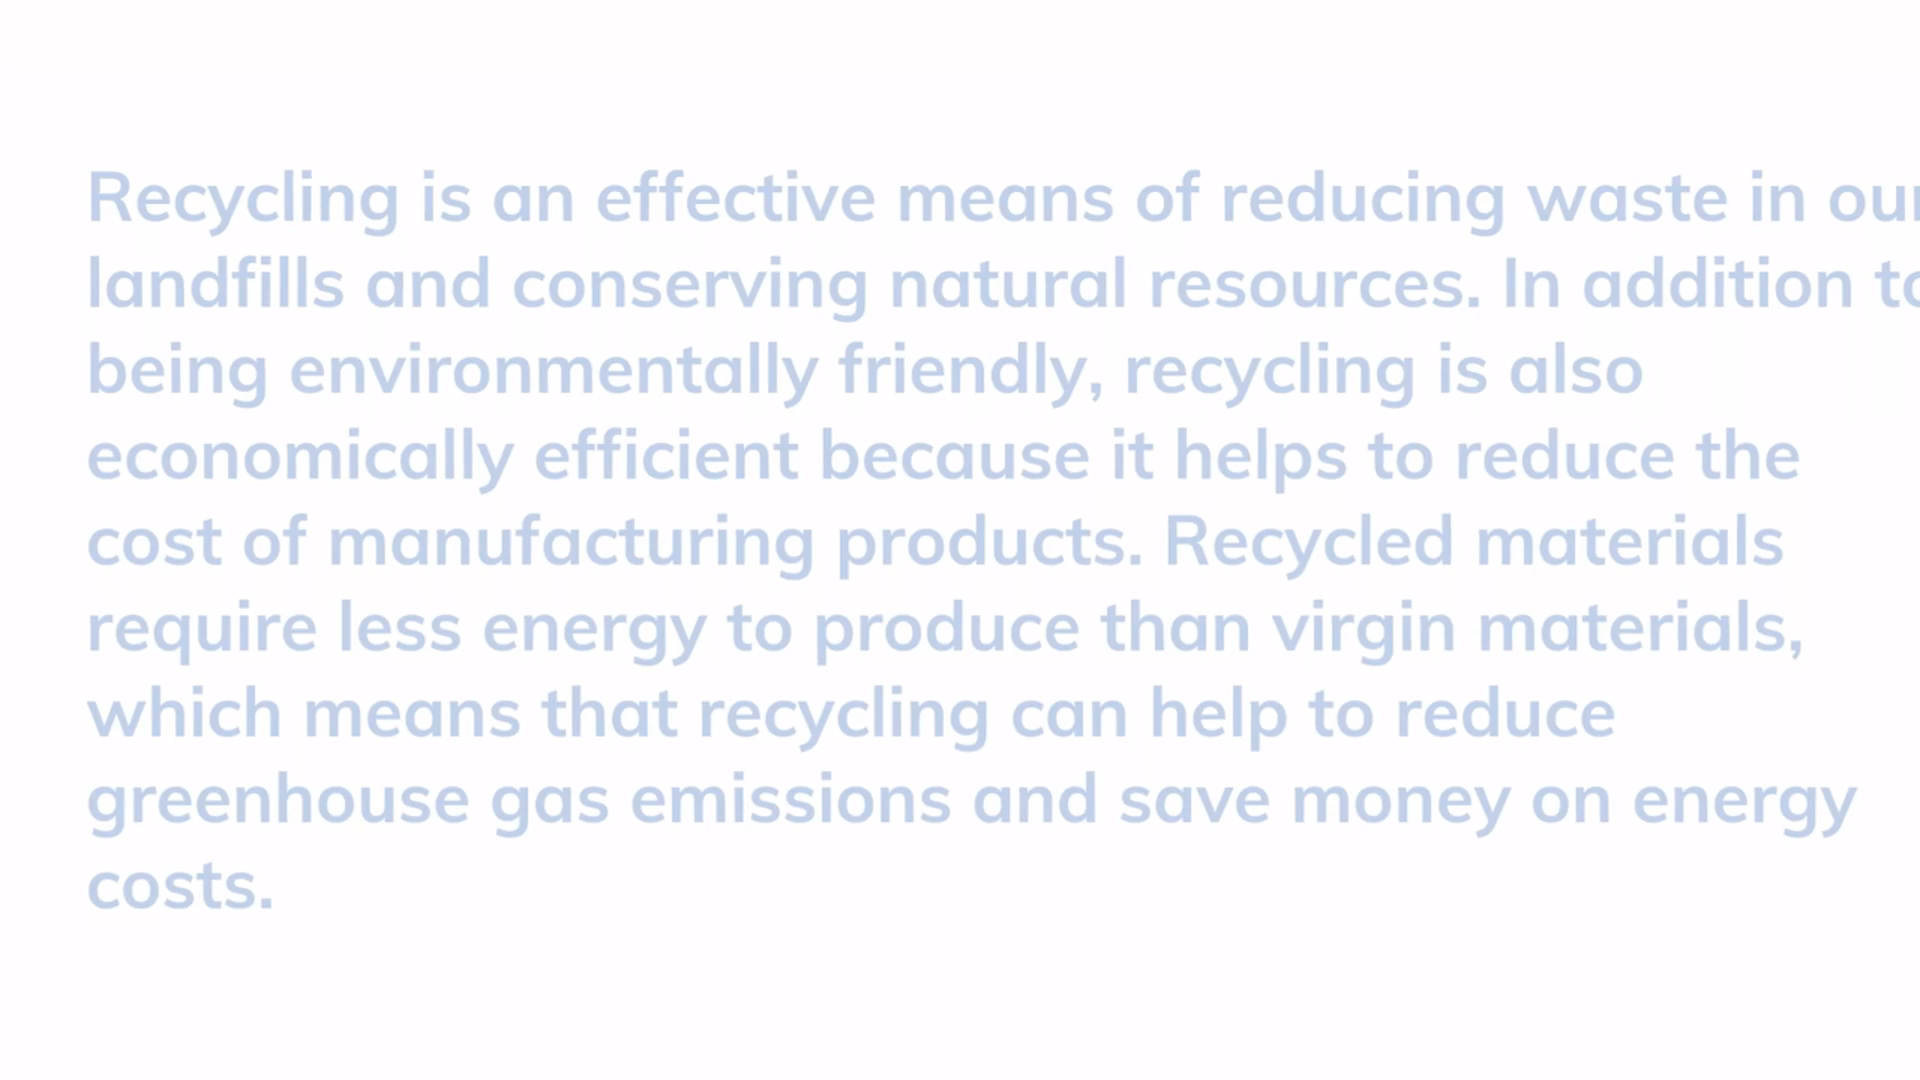 Recycling is an effective means of reducing waste in our
landfills and conserving natural resources. In addition to
being environmentally friendly, recycling is also
economically efficient because it helps to reduce the
cost of manufacturing products. Recycled materials
require less energy to produce than virgin materials,
which means that recycling can help to reduce
greenhouse gas emissions and save money on energy
costs.